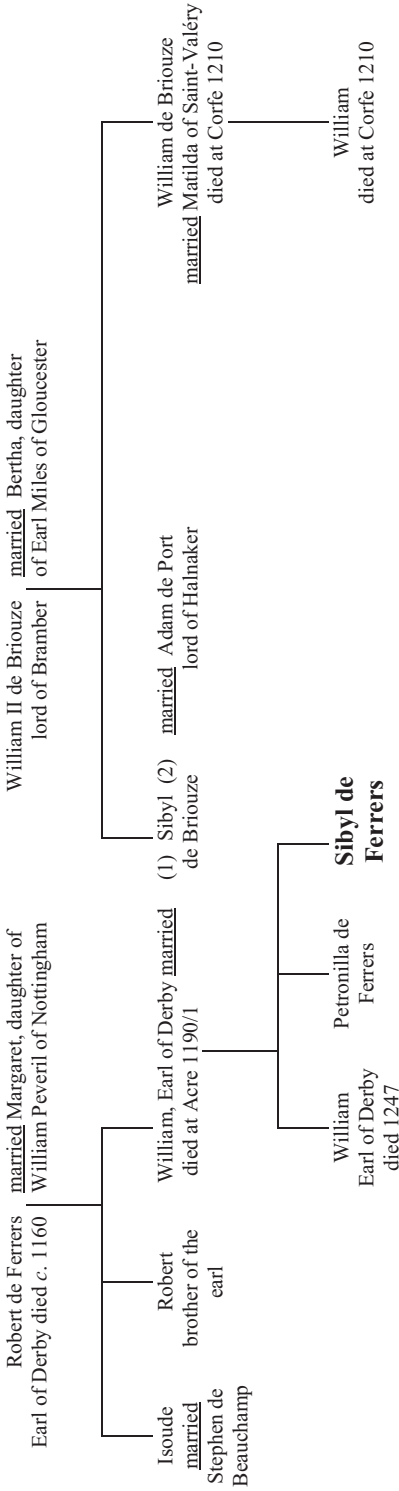 Robert de Ferrers married Margaret, daughter of
Earl of Derby died c. 1160 William Peveril of Nottingham
William II de Briouze married Bertha, daughter
lord of Bramber of Earl Miles of Gloucester
Isoude
married
Stephen de
Beauchamp
Robert
brother of the
earl
William, Earl of Derby married (1) Sibyl (2) married Adam de Port
died at Acre 1190/1 de Briouze lord of Halnaker
William de Briouze
married Matilda of Saint-Valéry
died at Corfe 1210
William
Earl of Derby
died 1247
Petronilla de
Ferrers
Sibyl de
Ferrers
William
died at Corfe 1210